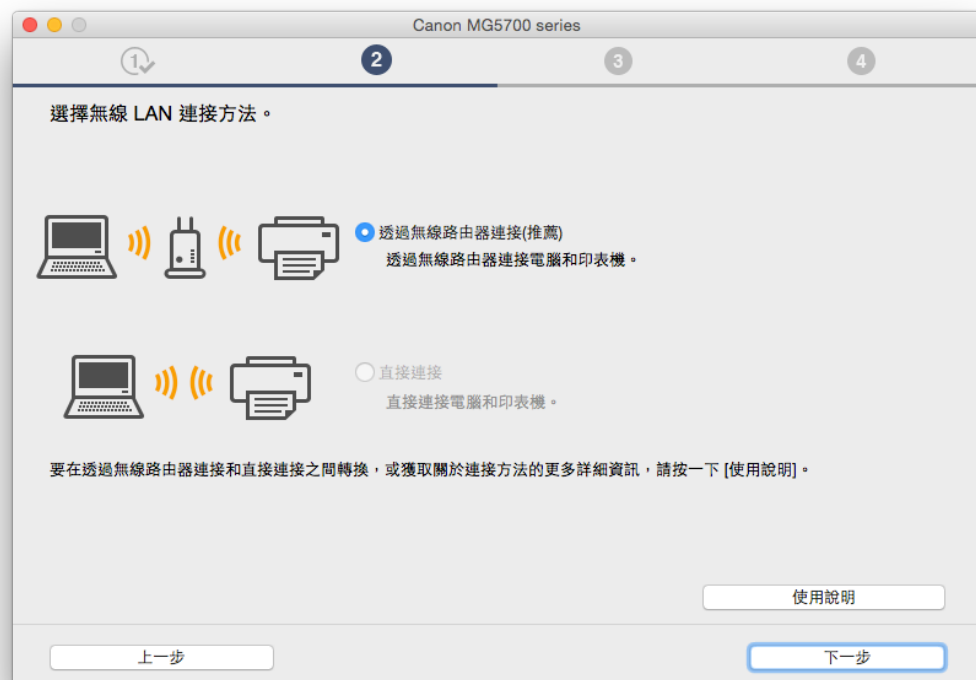 Canon MG5700 series
1 2 3 4
選擇無線 LAN 連接方法。
透過無線路由器連接(推薦)
透過無線路由器連接電腦和印表機。
直接連接
直接連接電腦和印表機。
要在透過無線路由器連接和直接連接之間轉換，或獲取關於連接方法的更多詳細資訊，請按一下 [使用說明]。
使用說明
上一步 下一步